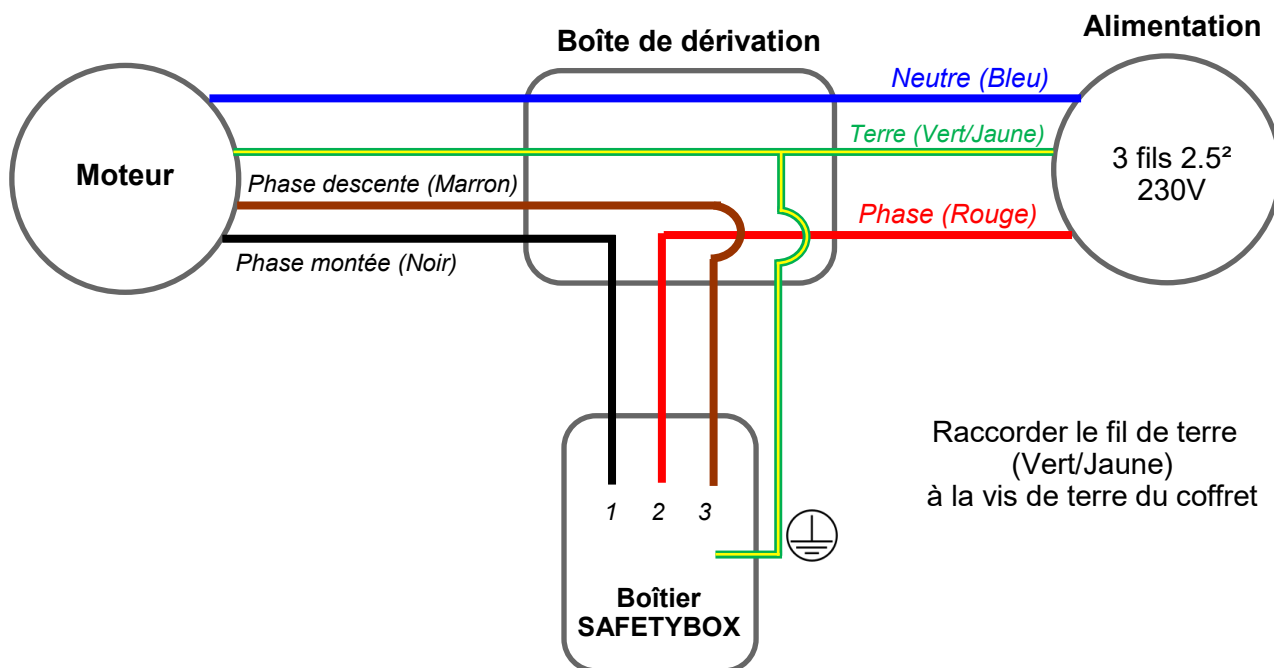 Alimentation
Boîte de dérivation
Neutre (Bleu)
Terre (Vert/Jaune)
Moteur
3 fils 2.5²
230V
Phase descente (Marron)
Phase (Rouge)
Phase montée (Noir)
Raccorder le fil de terre
(Vert/Jaune)
à la vis de terre du coffret
1 2 3
Boîtier
SAFETYBOX